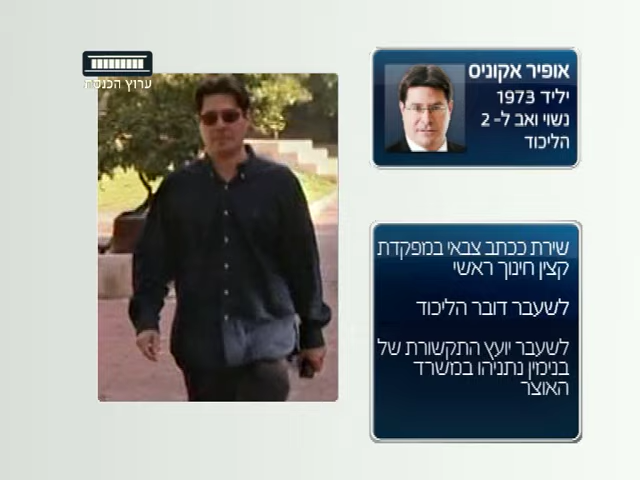 ערוץ הכנסת
אופיר אקוניס
יליד 1973
נשוי ואב ל- 2
הליכוד
שירת ככתב צבאי במפקדת
קצין חינוך ראשי
לשעבר דובר הליכוד
לשעבר יועץ התקשורת של
בנימין נתניהו במשרד
האוצר